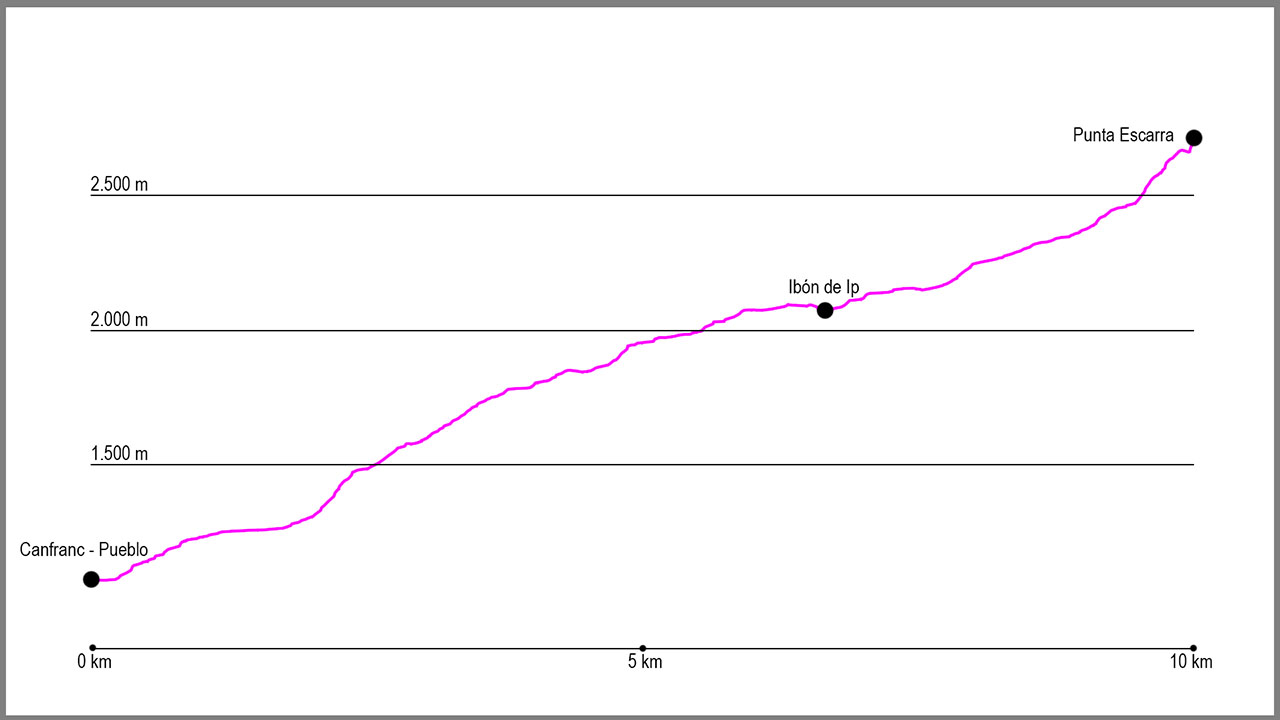 Punta Escarra
2.500 m
Ibón de Ip
2.000 m
1.500 m
Canfranc - Pueblo
0 km
5 km
10 km